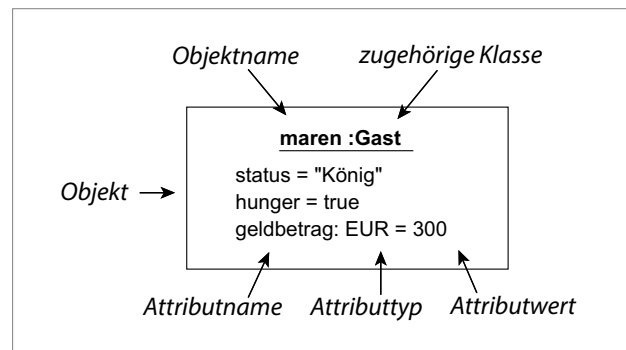 Objektname zugehörige Klasse
maren :Gast
status = "König"
hunger = true
Objekt
geldbetrag: EUR = 300
Attributname Attributtyp Attributwert